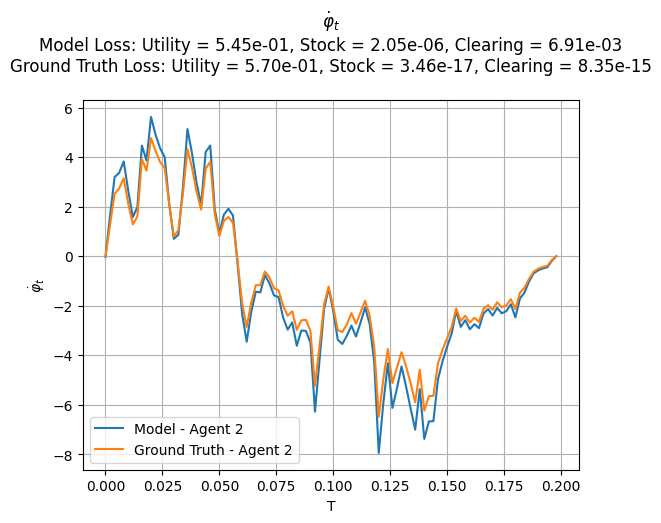 φ̇_t
Model Loss: Utility = 5.45e-01, Stock = 2.05e-06, Clearing = 6.91e-03
Ground Truth Loss: Utility = 5.70e-01, Stock = 3.46e-17, Clearing = 8.35e-15
6
4
2
0
−2
−4
−6
−8
φ̇_t
Model - Agent 2
Ground Truth - Agent 2
0.000 0.025 0.050 0.075 0.100 0.125 0.150 0.175 0.200
T